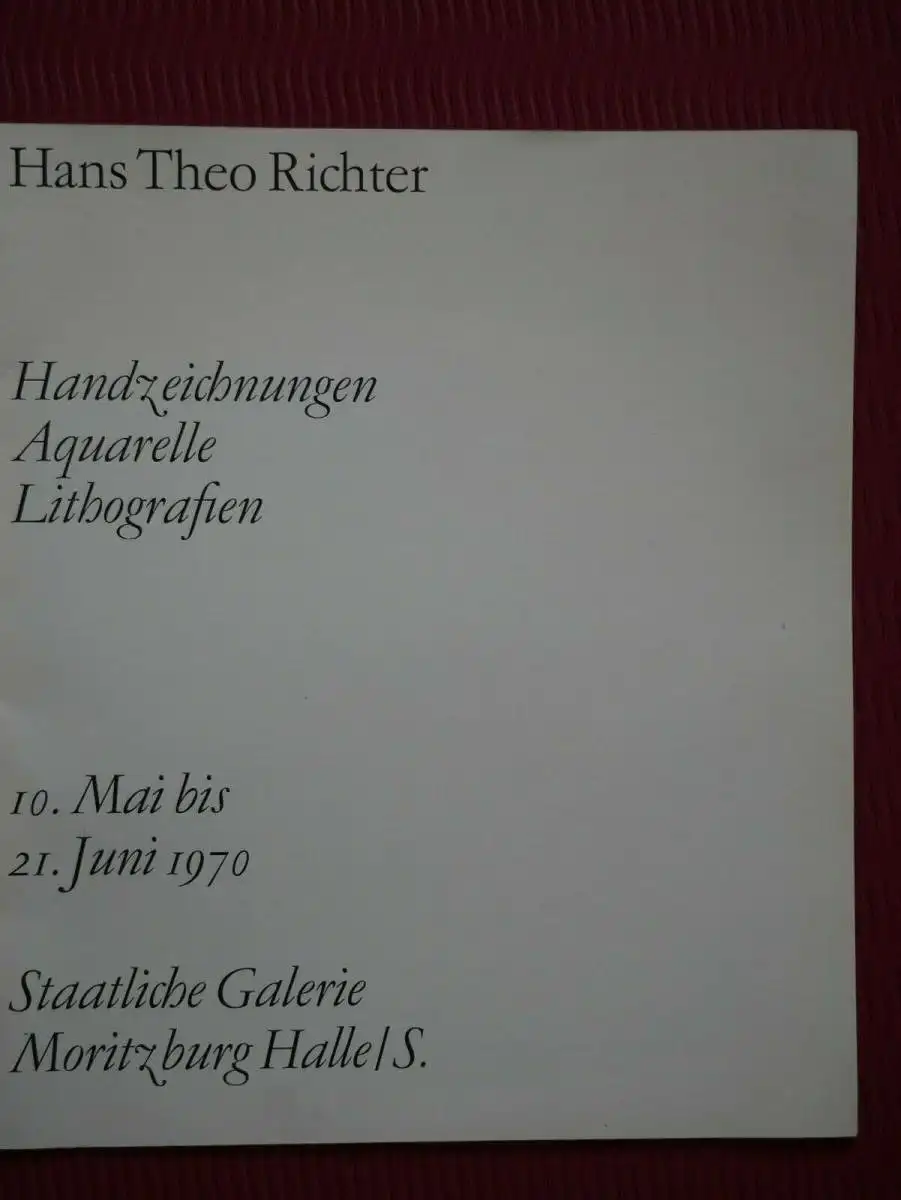 Hans Theo Richter
Handzeichnungen
Aquarelle
Lithografien
10. Mai bis
21. Juni 1970
Staatliche Galerie
Moritzburg Halle/S.